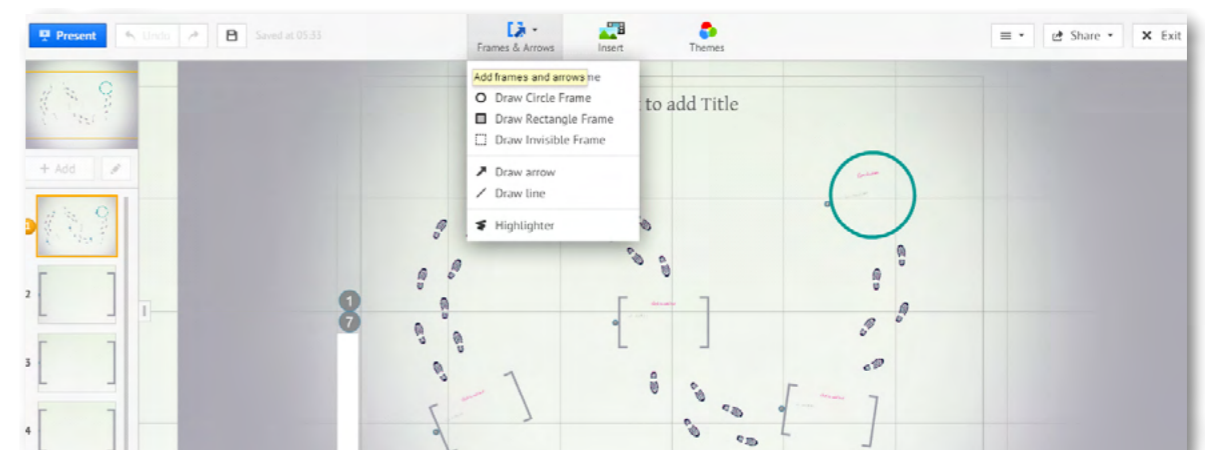 Present Undo Saved at 05:33 Frames & Arrows Insert Themes Share Exit
Add frames and arrows me
Draw Circle Frame
to add Title
Draw Rectangle Frame
Draw Invisible Frame
+ Add
Draw arrow
Draw line
Highlighter
1
7
2
3
4